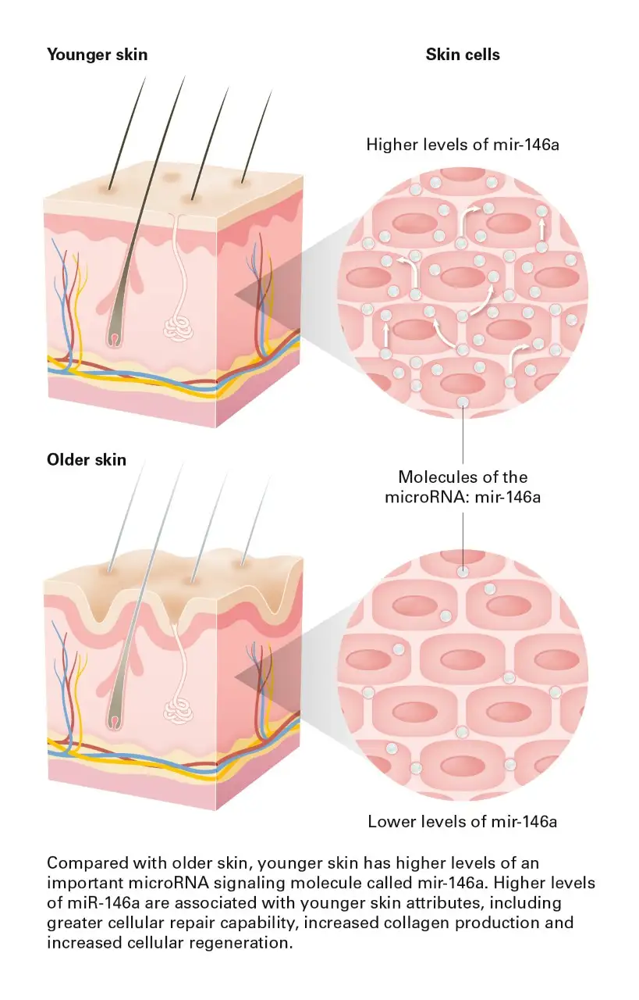 Younger skin
Skin cells
Higher levels of mir-146a
Older skin
Molecules of the
microRNA: mir-146a
Lower levels of mir-146a
Compared with older skin, younger skin has higher levels of an
important microRNA signaling molecule called mir-146a. Higher levels
of miR-146a are associated with younger skin attributes, including
greater cellular repair capability, increased collagen production and
increased cellular regeneration.